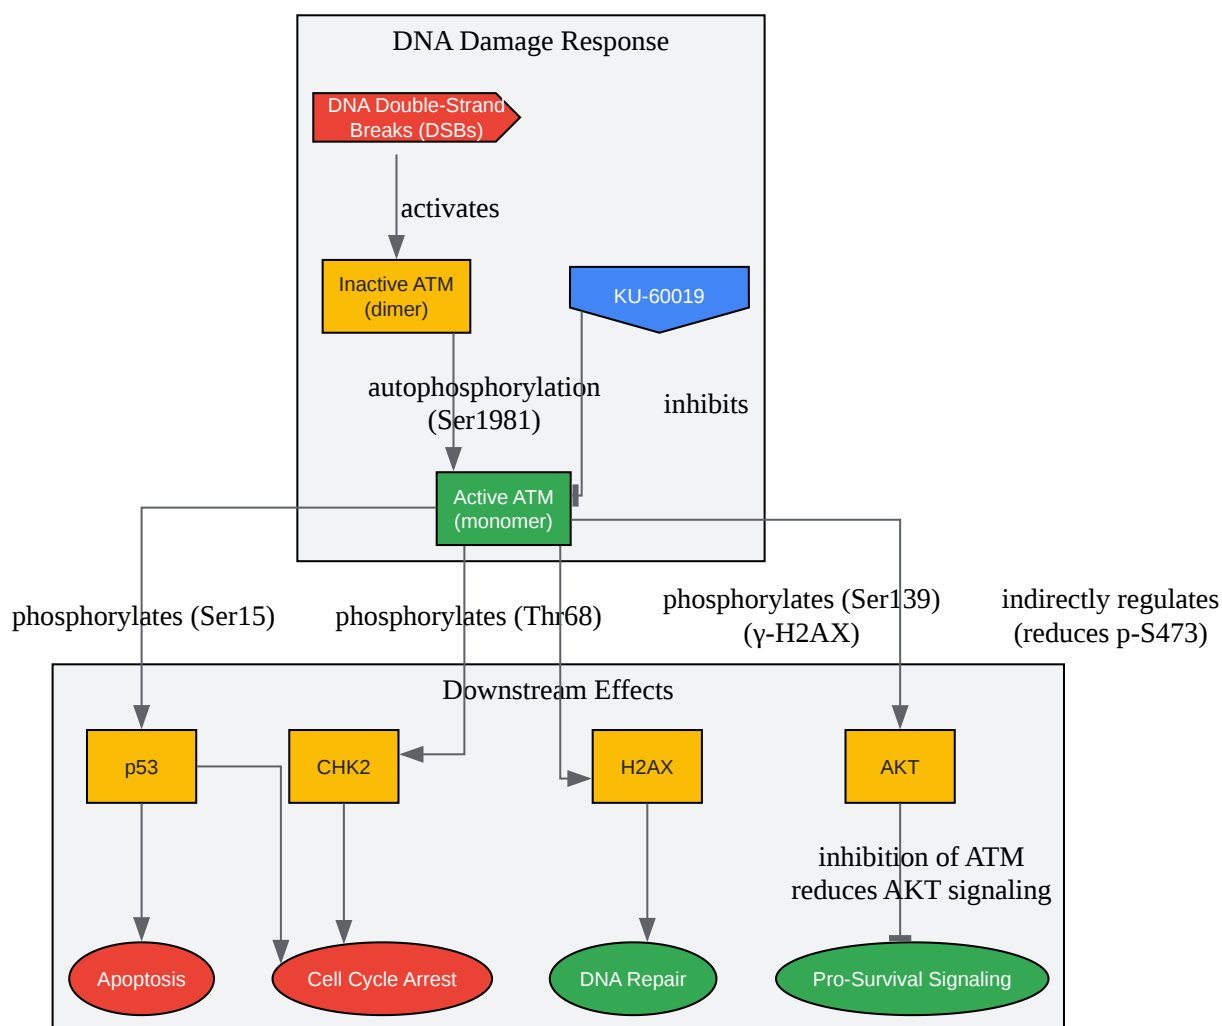 DNA Damage Response
DNA Double-Strand
Breaks (DSBs)
activates
Inactive ATM
(dimer)
KU-60019
autophosphorylation
(Ser1981)
inhibits
Active ATM
(monomer)
phosphorylates (Ser15)
phosphorylates (Thr68)
phosphorylates (Ser139)
(γ-H2AX)
indirectly regulates
(reduces p-S473)
Downstream Effects
p53
CHK2
H2AX
AKT
inhibition of ATM
reduces AKT signaling
Apoptosis
Cell Cycle Arrest
DNA Repair
Pro-Survival Signaling